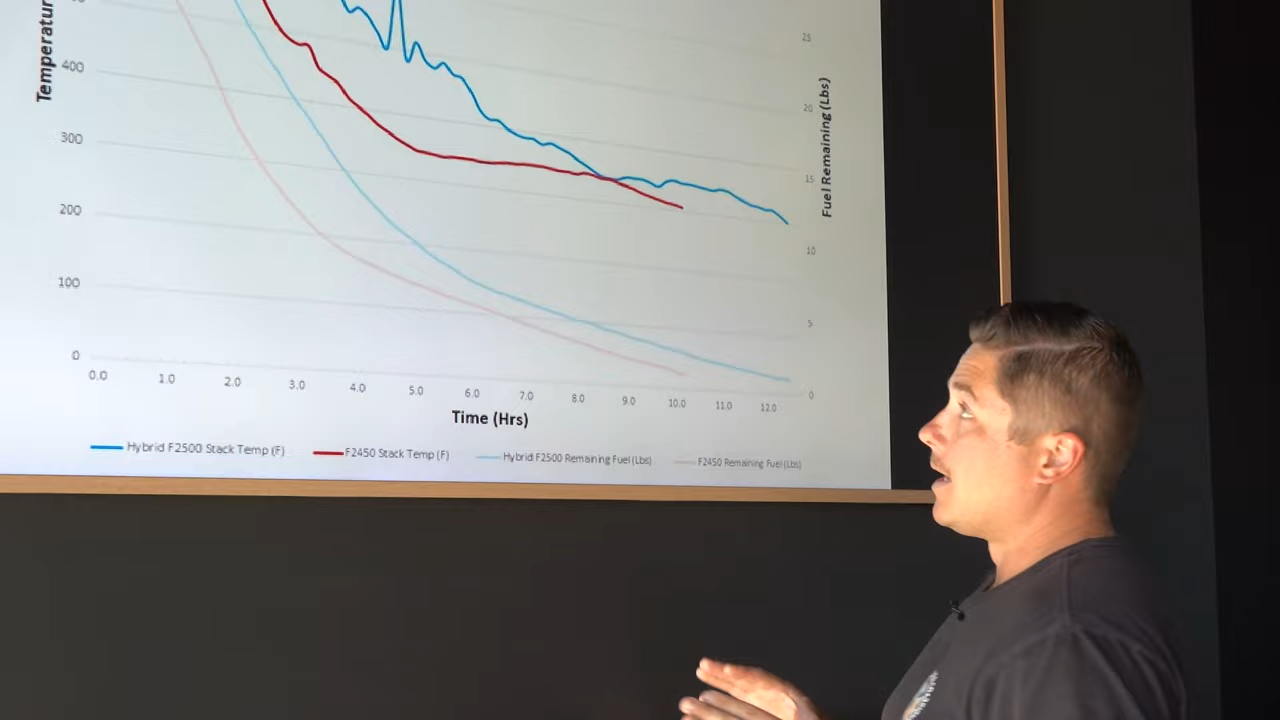 Temperatur
400
300
200
100
0
25
20
15
10
5
0
Fuel Remaining (Lbs)
0.0 1.0 2.0 3.0 4.0 5.0 6.0 7.0 8.0 9.0 10.0 11.0 12.0
Time (Hrs)
Hybrid F2500 Stack Temp (F) F2450 Stack Temp (F) Hybrid F2500 Remaining Fuel (Lbs) F2450 Remaining Fuel (Lbs)